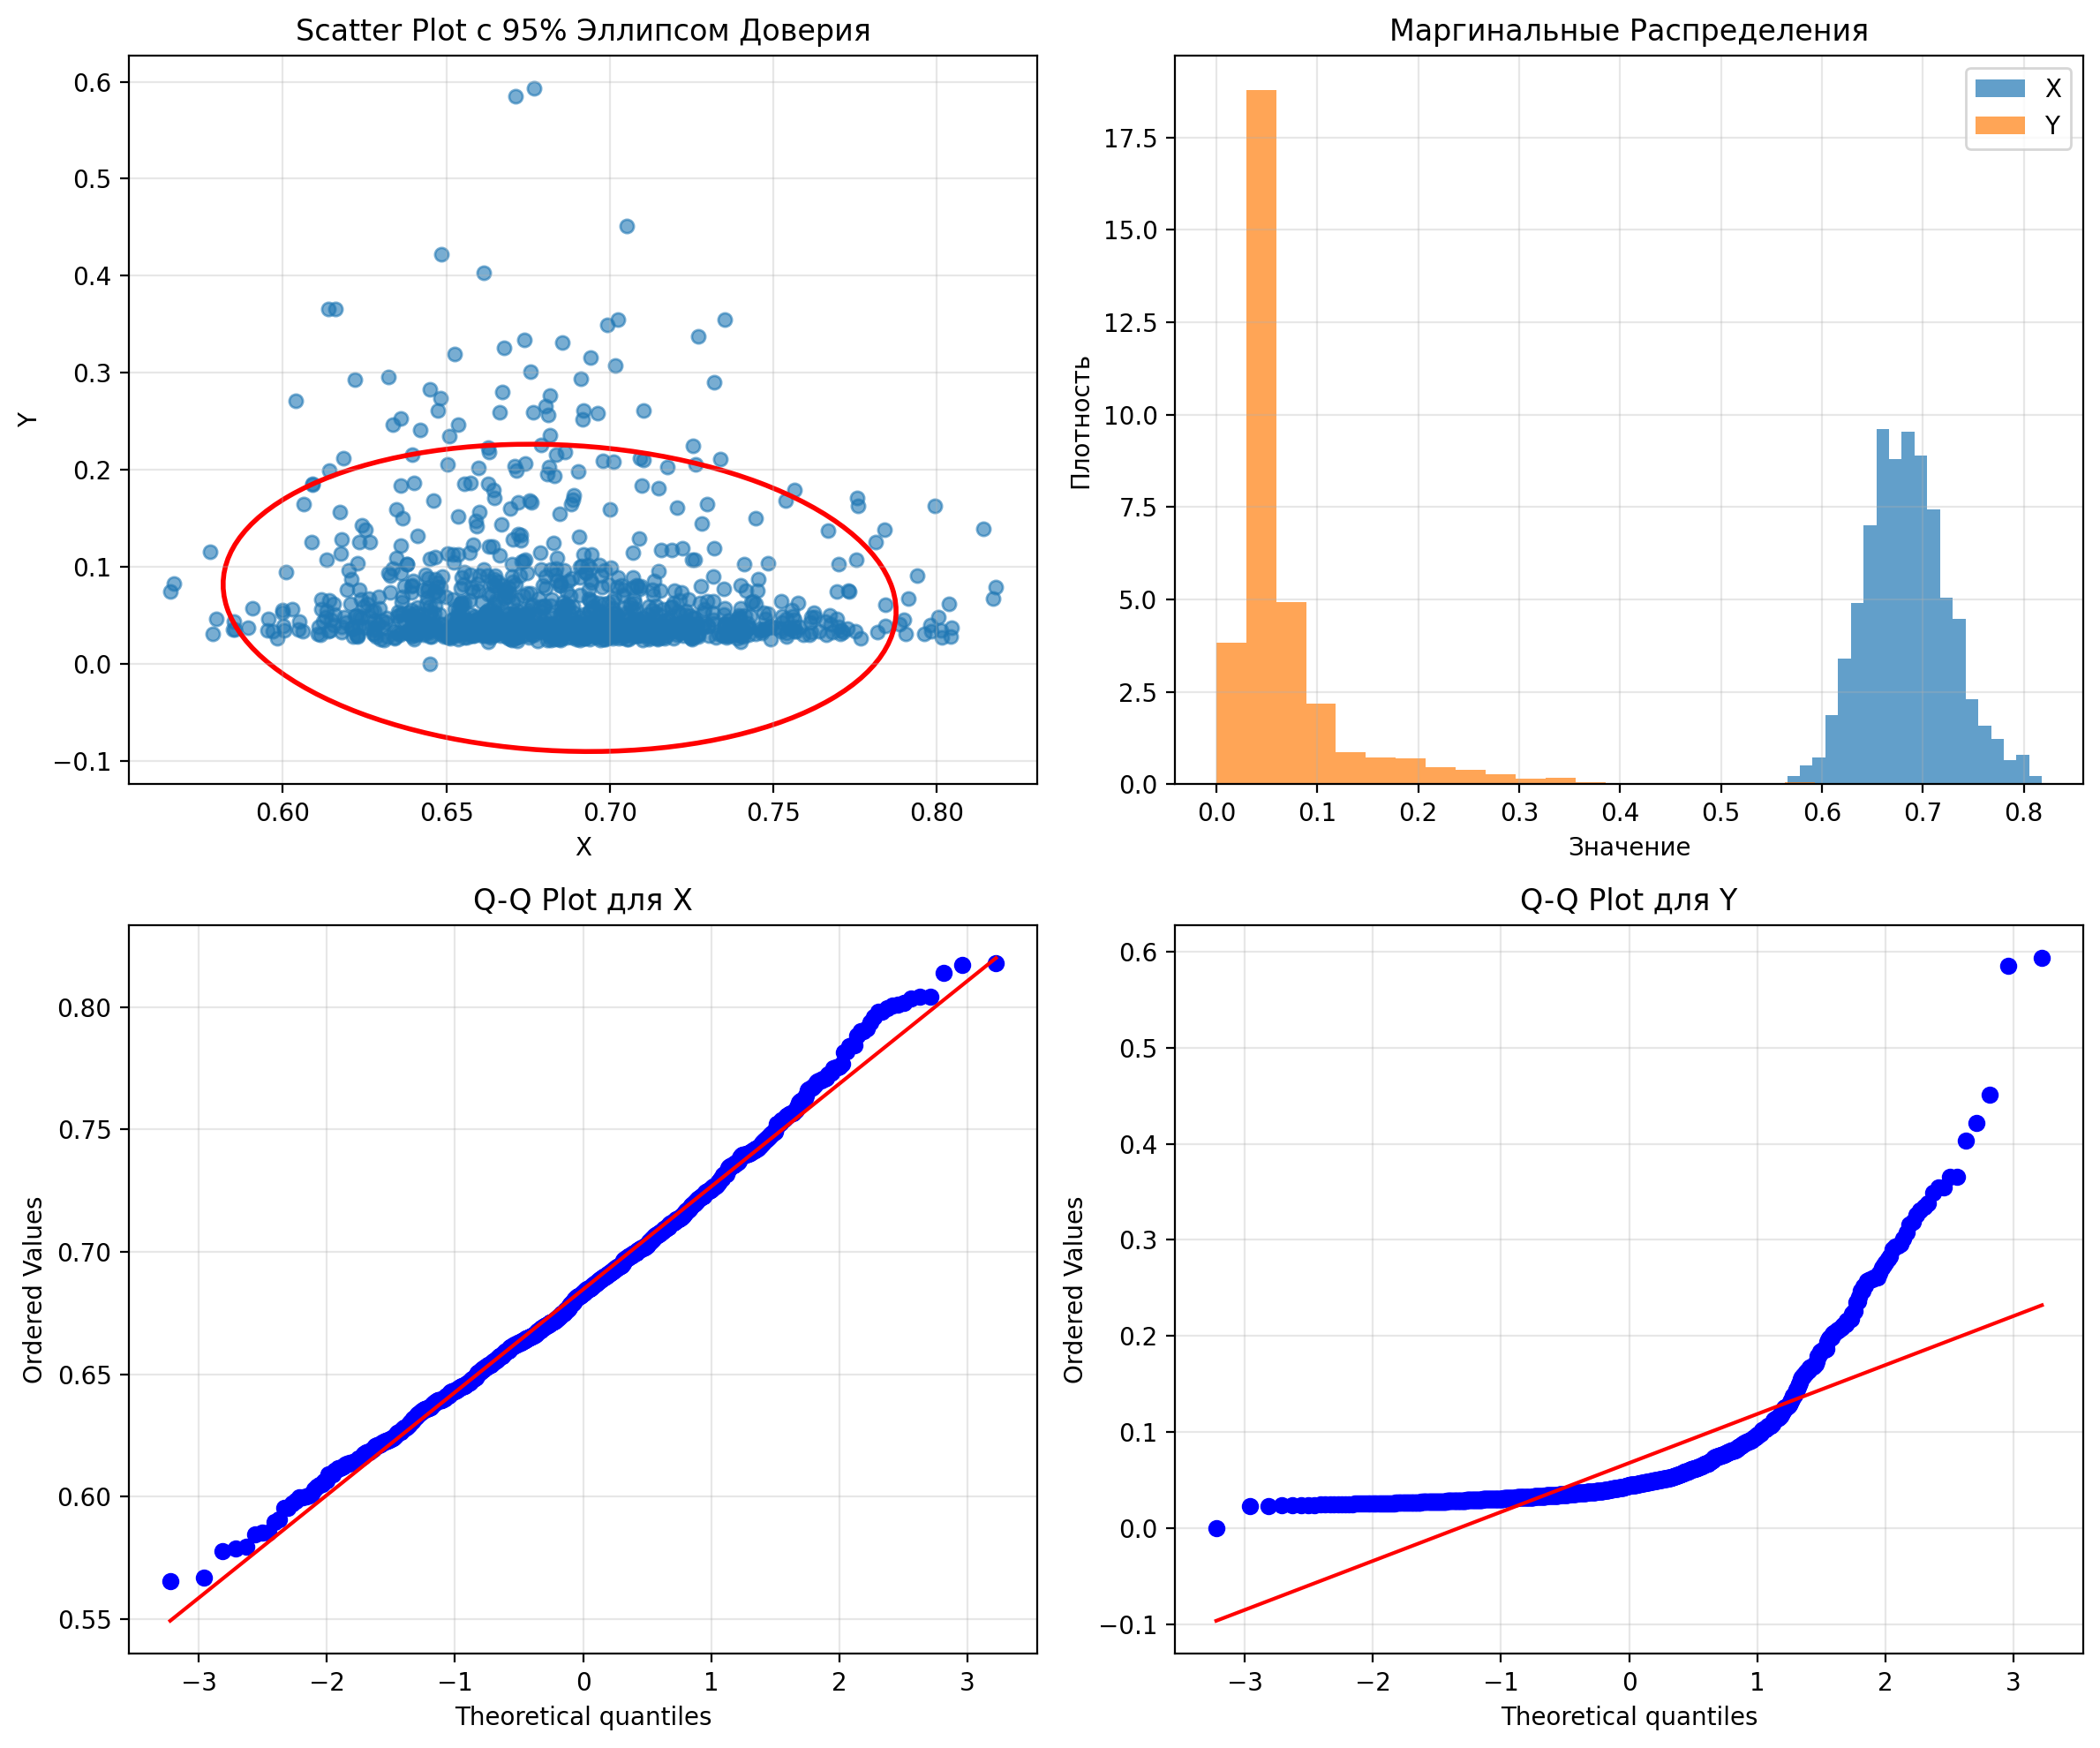 Scatter Plot с 95% Эллипсом Доверия
0.6
0.5
0.4
0.3
0.2
0.1
0.0
−0.1
Y
0.60 0.65 0.70 0.75 0.80
X
Маргинальные Распределения
X
Y
17.5
15.0
12.5
10.0
7.5
5.0
2.5
0.0
Плотность
0.0 0.1 0.2 0.3 0.4 0.5 0.6 0.7 0.8
Значение
Q-Q Plot для X
0.80
0.75
0.70
0.65
0.60
0.55
Ordered Values
−3 −2 −1 0 1 2 3
Theoretical quantiles
Q-Q Plot для Y
0.6
0.5
0.4
0.3
0.2
0.1
0.0
−0.1
Ordered Values
−3 −2 −1 0 1 2 3
Theoretical quantiles